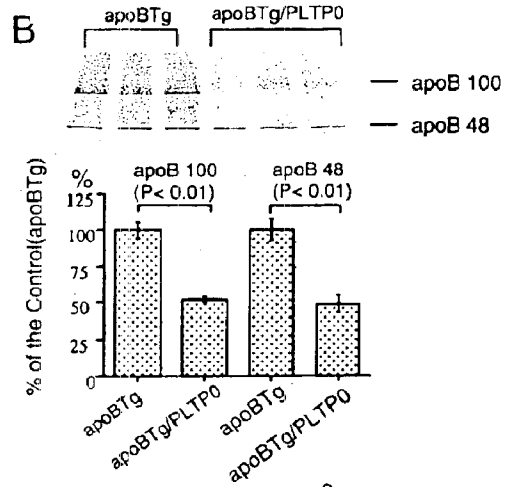 B
apoBTg apoBTg/PLTP0
apoB 100
apoB 48
% of the Control(apoBTg)
%
125
100
75
50
25
0
apoB 100
(P< 0.01)
apoB 48
(P< 0.01)
apoBTg
apoBTg/PLTP0
apoBTg
apoBTg/PLTP0